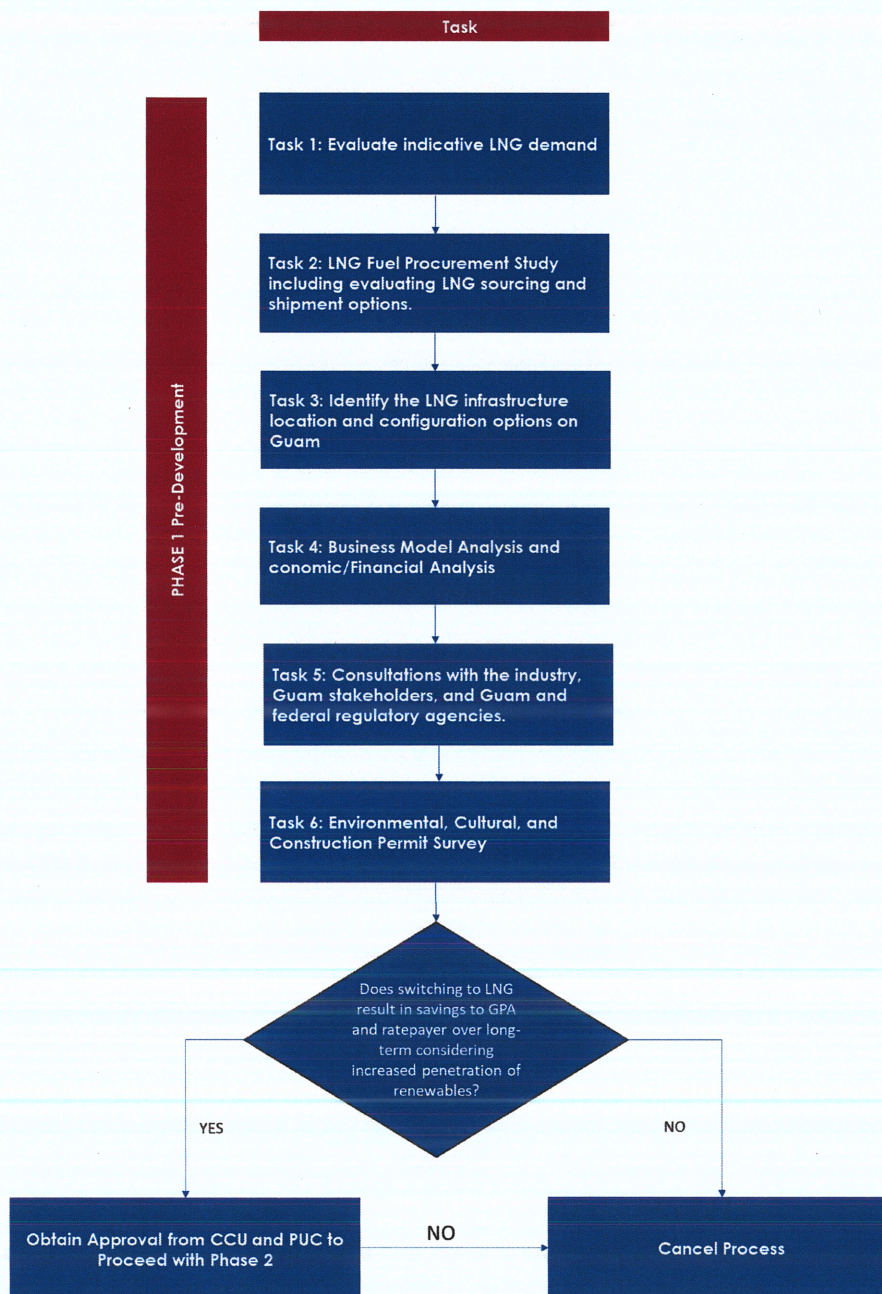 Task
PHASE 1 Pre-Development
Task 1: Evaluate indicative LNG demand
Task 2: LNG Fuel Procurement Study
including evaluating LNG sourcing and
shipment options.
Task 3: Identify the LNG infrastructure
location and configuration options on
Guam
Task 4: Business Model Analysis and
conomic/Financial Analysis
Task 5: Consultations with the industry,
Guam stakeholders, and Guam and
federal regulatory agencies.
Task 6: Environmental, Cultural, and
Construction Permit Survey
Does switching to LNG
result in savings to GPA
and ratepayer over long-
term considering
increased penetration of
renewables?
YES
NO
Obtain Approval from CCU and PUC to
Proceed with Phase 2
NO
Cancel Process